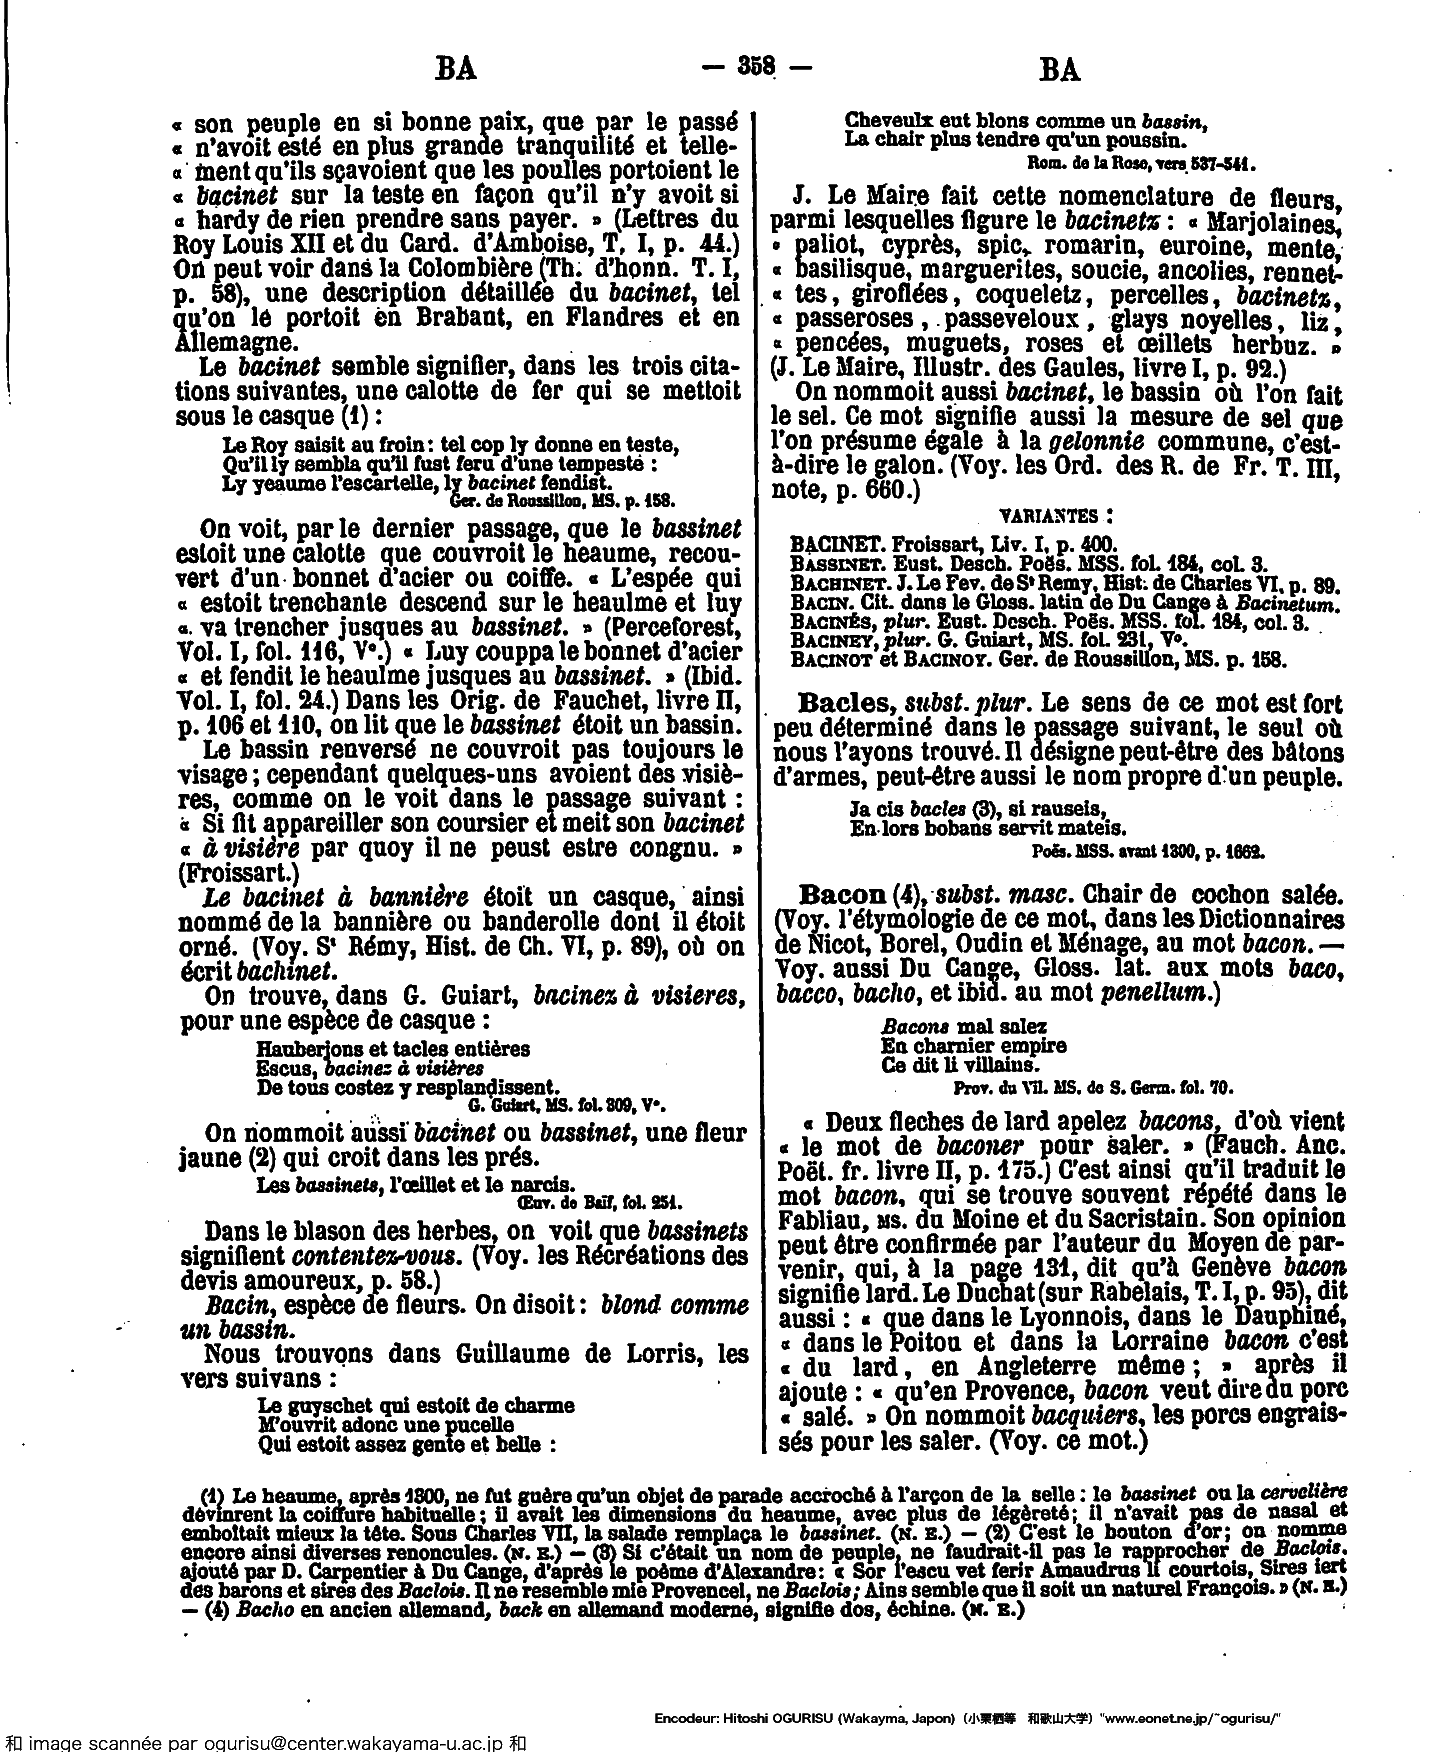 BA
— 358 —
BA
« son peuple en si bonne paix, que par le passé
« n'avoit esté en plus grande tranquilité et telle-
« ment qu'ils sçavoient que les poulles portoient le
« bacinet sur la teste en façon qu'il n'y avoit si
« hardy de rien prendre sans payer. » (Lettres du
Roy Louis XII et du Card. d'Amboise, T. I, p. 44.)
On peut voir dans la Colombière (Th. d'honn. T. I,
p. 58), une description détaillée du bacinet, tel
qu'on le portoit en Brabant, en Flandres et en
Allemagne.
Le bacinet semble signifier, dans les trois cita-
tions suivantes, une calotte de fer qui se mettoit
sous le casque (1) :
Le Roy saisit au froin : tel cop ly donne en teste,
Qu'il ly sembla qu'il fust feru d'une tempeste :
Ly yeaume l'escartelle, ly bacinet fendist.
Ger. de Roussillon, MS. p. 158.
On voit, par le dernier passage, que le bassinet
estoit une calotte que couvroit le heaume, recou-
vert d'un bonnet d'acier ou coiffe. « L'espée qui
« estoit trenchante descend sur le heaulme et luy
« va trencher jusques au bassinet. » (Perceforest,
Vol. I, fol. 116, V°.) « Luy couppa le bonnet d'acier
« et fendit le heaulme jusques au bassinet. » (Ibid.
Vol. I, fol. 24.) Dans les Orig. de Fauchet, livre II,
p. 106 et 110, on lit que le bassinet étoit un bassin.
Le bassin renversé ne couvroit pas toujours le
visage ; cependant quelques-uns avoient des visiè-
res, comme on le voit dans le passage suivant :
« Si fit appareiller son coursier et meit son bacinet
« à visière par quoy il ne peust estre congnu. »
(Froissart.)
Le bacinet à bannière étoit un casque, ainsi
nommé de la bannière ou banderolle dont il étoit
orné. (Voy. St Rémy, Hist. de Ch. VI, p. 89), où on
écrit bachinet.
On trouve, dans G. Guiart, bacinez à visieres,
pour une espèce de casque :
Hauberjons et tacles entières
Escus, bacinez à visières
De tous costez y resplandissent.
G. Guiart, MS. fol. 309, V°.
On nommoit aussi bacinet ou bassinet, une fleur
jaune (2) qui croit dans les prés.
Les bassinets, l'œillet et le narcis.
Œuv. de Baïf, fol. 251.
Dans le blason des herbes, on voit que bassinets
signifient contentez-vous. (Voy. les Récréations des
devis amoureux, p. 58.)
Bacin, espèce de fleurs. On disoit : blond comme
un bassin.
Nous trouvons dans Guillaume de Lorris, les
vers suivans :
Le guyschet qui estoit de charme
M'ouvrit adonc une pucelle
Qui estoit assez gente et belle :
Cheveulx eut blons comme un bassin,
La chair plus tendre qu'un poussin.
Rom. de la Rose, vers 537-541.
J. Le Maire fait cette nomenclature de fleurs,
parmi lesquelles figure le bacinetz : « Marjolaines,
« paliot, cyprès, spic, romarin, euroine, mente,
« basilisque, marguerites, soucie, ancolies, rennet-
« tes, giroflées, coqueletz, percelles, bacinetz,
« passeroses, passeveloux, glays noyelles, liz,
« pencées, muguets, roses et œillets herbuz. »
(J. Le Maire, Illustr. des Gaules, livre I, p. 92.)
On nommoit aussi bacinet, le bassin où l'on fait
le sel. Ce mot signifie aussi la mesure de sel que
l'on présume égale à la gelonnie commune, c'est-
à-dire le galon. (Voy. les Ord. des R. de Fr. T. III,
note, p. 660.)
VARIANTES :
BACINET. Froissart, Liv. I, p. 400.
BASSINET. Eust. Desch. Poës. MSS. fol. 184, col. 3.
BACHINET. J. Le Fev. de St Remy, Hist. de Charles VI, p. 89.
BACIN. Cit. dans le Gloss. latin de Du Cange à Bacinetum.
BACINÉS, plur. Eust. Desch. Poës. MSS. fol. 184, col. 3.
BACINEY, plur. G. Guiart, MS. fol. 231, V°.
BACINOT et BACINOY. Ger. de Roussillon, MS. p. 158.
Bacles, subst. plur. Le sens de ce mot est fort
peu déterminé dans le passage suivant, le seul où
nous l'ayons trouvé. Il désigne peut-être des bâtons
d'armes, peut-être aussi le nom propre d'un peuple.
Ja cis bacles (3), si rauseis,
En lors bobans servit mateis.
Poës. MSS. avant 1300, p. 1662.
Bacon (4), subst. masc. Chair de cochon salée.
(Voy. l'étymologie de ce mot, dans les Dictionnaires
de Nicot, Borel, Oudin et Ménage, au mot bacon. —
Voy. aussi Du Cange, Gloss. lat. aux mots baco,
bacco, bacho, et ibid. au mot penellum.)
Bacons mal salez
En charnier empire
Ce dit li villains.
Prov. du Vil. MS. de S. Germ. fol. 70.
« Deux fleches de lard apelez bacons, d'où vient
« le mot de baconer pour saler. » (Fauch. Anc.
Poët. fr. livre II, p. 175.) C'est ainsi qu'il traduit le
mot bacon, qui se trouve souvent répété dans le
Fabliau, MS. du Moine et du Sacristain. Son opinion
peut être confirmée par l'auteur du Moyen de par-
venir, qui, à la page 131, dit qu'à Genève bacon
signifie lard. Le Duchat (sur Rabelais, T. I, p. 95), dit
aussi : « que dans le Lyonnois, dans le Dauphiné,
« dans le Poitou et dans la Lorraine bacon c'est
« du lard, en Angleterre même ; » après il
ajoute : « qu'en Provence, bacon veut dire du porc
« salé. » On nommoit bacquiers, les porcs engrais-
sés pour les saler. (Voy. ce mot.)
(1) Le heaume, après 1300, ne fut guère qu'un objet de parade accroché à l'arçon de la selle : le bassinet ou la cervelière
devinrent la coiffure habituelle ; il avait les dimensions du heaume, avec plus de légèreté ; il n'avait pas de nasal et
emboîtait mieux la tête. Sous Charles VII, la salade remplaça le bassinet. (N. E.) — (2) C'est le bouton d'or ; on nomme
encore ainsi diverses renoncules. (N. E.) — (3) Si c'était un nom de peuple, ne faudrait-il pas le rapprocher de Baclois,
ajouté par D. Carpentier à Du Cange, d'après le poème d'Alexandre : « Sor l'escu vet ferir Amaudrus li courtois, Sires iert
des barons et sires des Baclois. Il ne resemble mie Provencel, ne Baclois ; Ains semble que il soit un naturel François. » (N. E.)
— (4) Bacho en ancien allemand, back en allemand moderne, signifie dos, échine. (N. E.)
Encodeur: Hitoshi OGURISU (Wakayma, Japon) (小栗栖等 和歌山大学) "www.eonet.ne.jp/~ogurisu/"
和 image scannée par ogurisu@center.wakayama-u.ac.jp 和